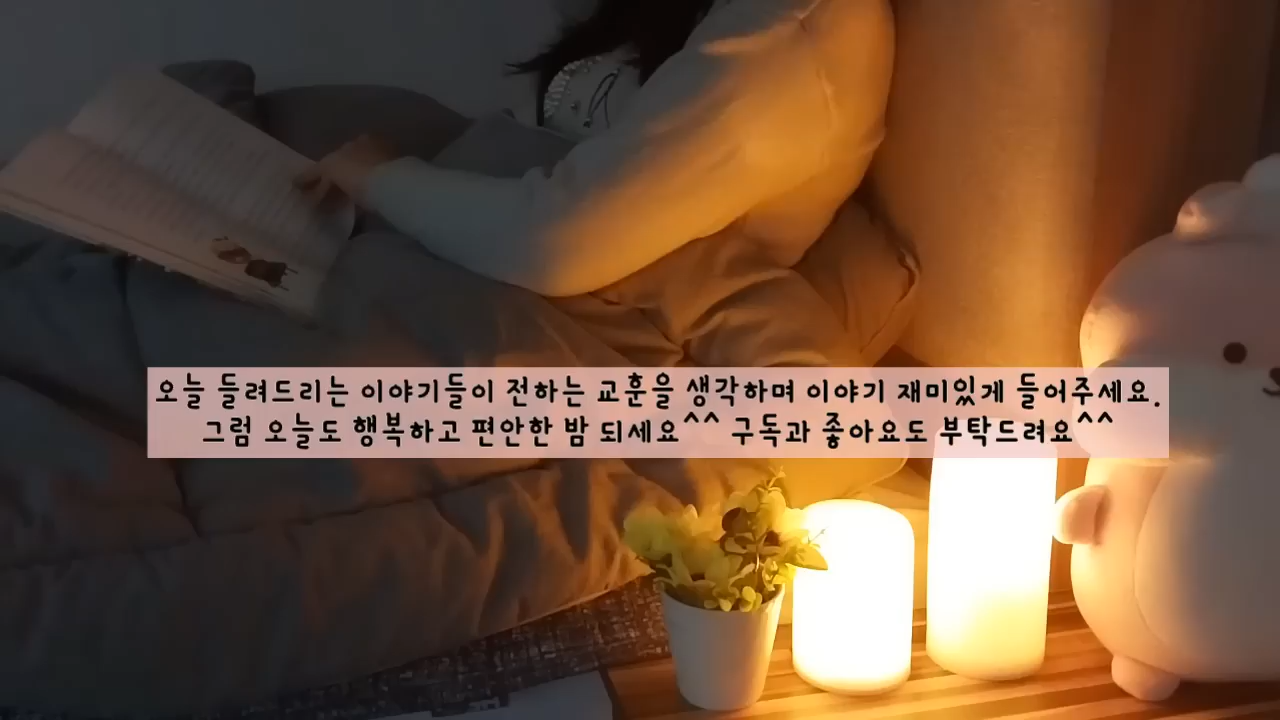 오늘 들려드리는 이야기들이 전하는 교훈을 생각하며 이야기 재미있게 들어주세요.
그럼 오늘도 행복하고 편안한 밤 되세요^^ 구독과 좋아요도 부탁드려요^^